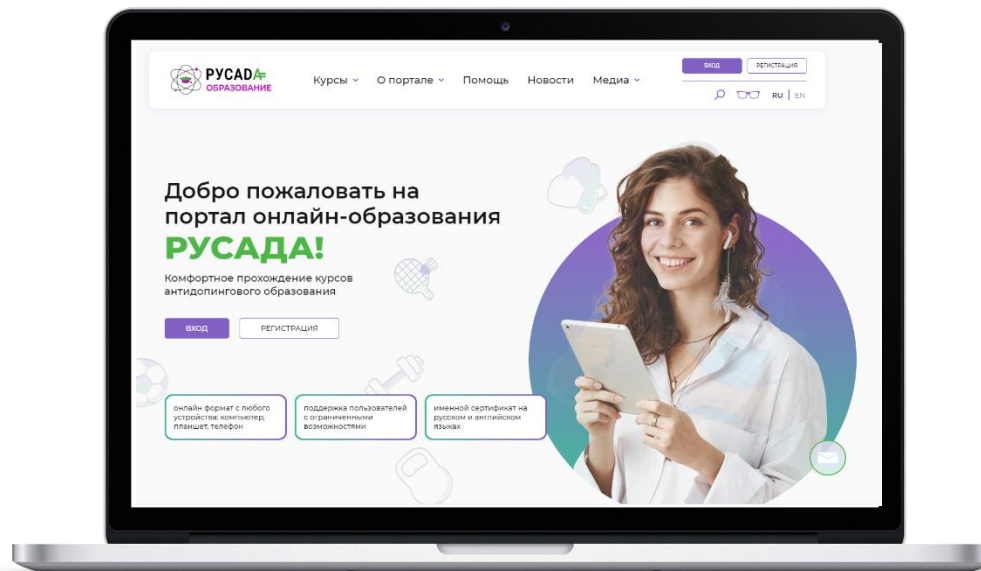 РУСАДА
ОБРАЗОВАНИЕ
Курсы
О портале
Помощь
Новости
Медиа
ВХОД
РЕГИСТРАЦИЯ
RU | EN
Добро пожаловать на
портал онлайн-образования
РУСАДА!
Комфортное прохождение курсов
антидопингового образования
ВХОД
РЕГИСТРАЦИЯ
онлайн формат с любого
устройства: компьютер,
планшет, телефон
поддержка пользователей
с ограниченными
возможностями
именной сертификат на
русском и английском
языках